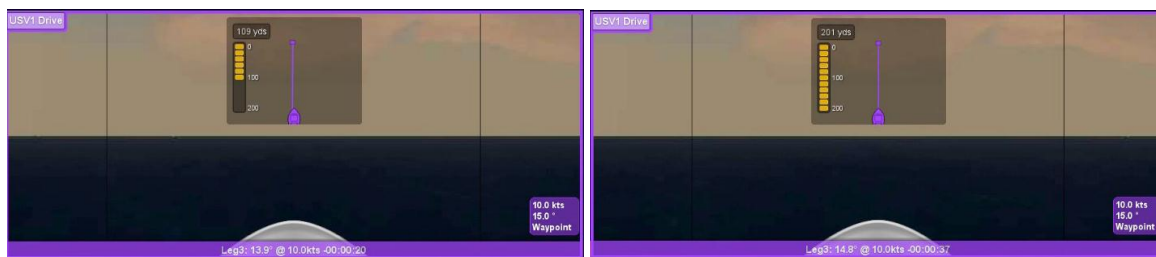 USV1 Drive
109 yds
0
100
200
10.0 kts
15.0 °
Waypoint
Leg3: 13.9° @ 10.0kts -00:00:20
USV1 Drive
201 yds
0
100
200
10.0 kts
15.0 °
Waypoint
Leg3: 14.8° @ 10.0kts -00:00:37